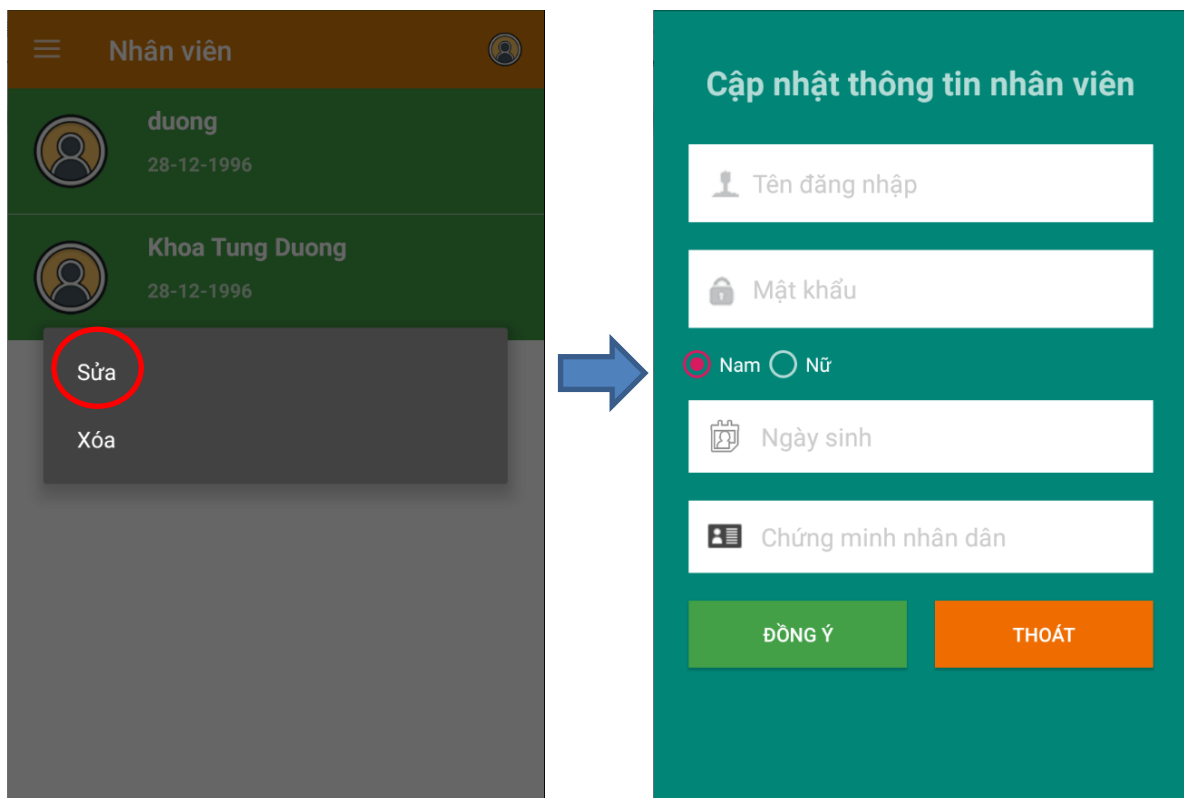 Nhân viên
duong
28-12-1996
Khoa Tung Duong
28-12-1996
Sửa
Xóa
Cập nhật thông tin nhân viên
Tên đăng nhập
Mật khẩu
Nam Nữ
Ngày sinh
Chứng minh nhân dân
ĐỒNG Ý THOÁT